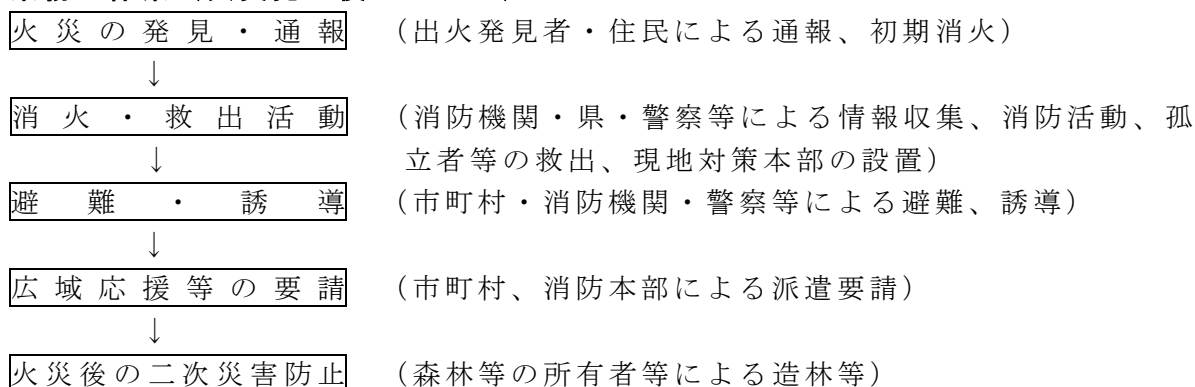 火災の発見・通報 (出火発見者・住民による通報、初期消火)
↓
消火・救出活動 (消防機関・県・警察等による情報収集、消防活動、孤
↓ 立者等の救出、現地対策本部の設置)
避難・誘導 (市町村・消防機関・警察等による避難、誘導)
↓
広域応援等の要請 (市町村、消防本部による派遣要請)
↓
火災後の二次災害防止 (森林等の所有者等による造林等)